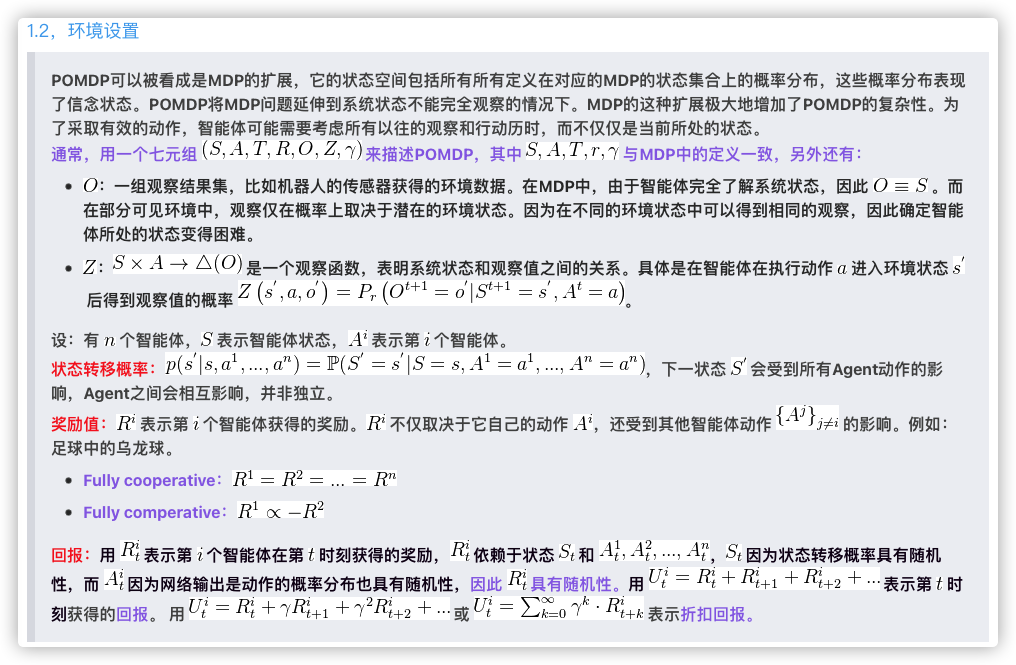 1.2，环境设置
POMDP可以被看成是MDP的扩展，它的状态空间包括所有所有定义在对应的MDP的状态集合上的概率分布，这些概率分布表现
了信念状态。POMDP将MDP问题延伸到系统状态不能完全观察的情况下。MDP的这种扩展极大地增加了POMDP的复杂性。为
了采取有效的动作，智能体可能需要考虑所有以往的观察和行动历时，而不仅仅是当前所处的状态。
通常，用一个七元组 (S, A, T, R, O, Z, γ) 来描述POMDP，其中 S, A, T, r, γ 与MDP中的定义一致，另外还有：
• O：一组观察结果集，比如机器人的传感器获得的环境数据。在MDP中，由于智能体完全了解系统状态，因此 O ≡ S 。而
在部分可见环境中，观察仅在概率上取决于潜在的环境状态。因为在不同的环境状态中可以得到相同的观察，因此确定智能
体所处的状态变得困难。
• Z：S × A → △(O) 是一个观察函数，表明系统状态和观察值之间的关系。具体是在智能体在执行动作 a 进入环境状态 s'
后得到观察值的概率 Z (s', a, o') = P_r (O^{t+1} = o'|S^{t+1} = s', A^t = a)。
设：有 n 个智能体，S 表示智能体状态，A^i 表示第 i 个智能体。
状态转移概率：p(s'|s, a^1, ..., a^n) = ℙ(S' = s'|S = s, A^1 = a^1, ..., A^n = a^n)，下一状态 S' 会受到所有Agent动作的影
响，Agent之间会相互影响，并非独立。
奖励值：R^i 表示第 i 个智能体获得的奖励。R^i 不仅取决于它自己的动作 A^i，还受到其他智能体动作 {A^j}_{j≠i} 的影响。例如：
足球中的乌龙球。
• Fully cooperative：R^1 = R^2 = ... = R^n
• Fully comperative：R^1 ∝ −R^2
回报：用 R_t^i 表示第 i 个智能体在第 t 时刻获得的奖励，R_t^i 依赖于状态 S_t 和 A_t^1, A_t^2, ..., A_t^n，S_t 因为状态转移概率具有随机
性，而 A_t^i 因为网络输出是动作的概率分布也具有随机性，因此 R_t^i 具有随机性。用 U_t^i = R_t^i + R_{t+1}^i + R_{t+2}^i + ... 表示第 t 时
刻获得的回报。 用 U_t^i = R_t^i + γR_{t+1}^i + γ^2R_{t+2}^i + ... 或 U_t^i = ∑_{k=0}^∞ γ^k · R_{t+k}^i 表示折扣回报。